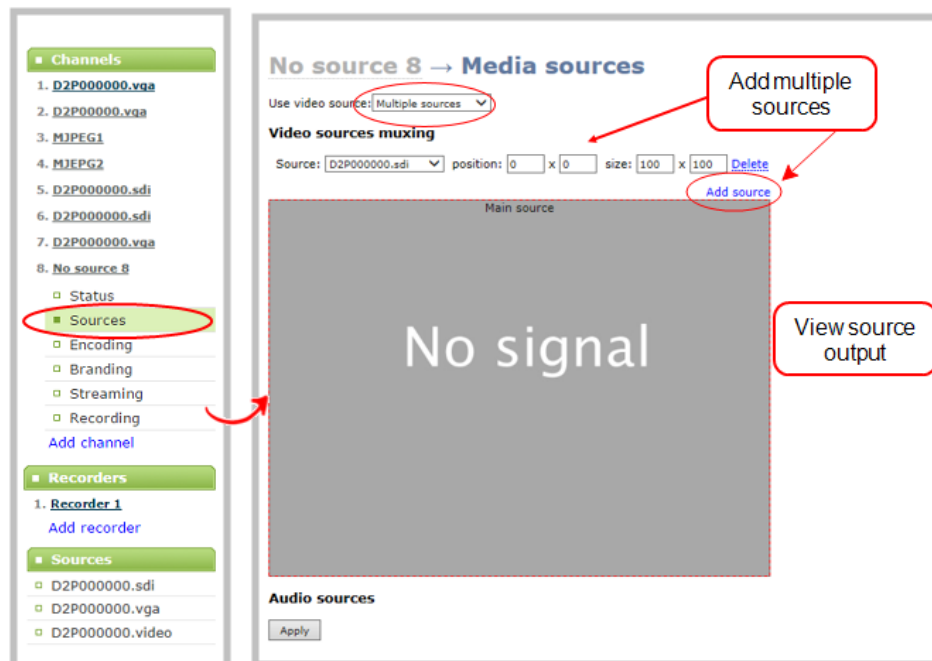 Channels
1. D2P000000.vga
2. D2P000000.vga
3. MJPEG1
4. MJEPG2
5. D2P000000.sdi
6. D2P000000.sdi
7. D2P000000.vga
8. No source 8
Status
Sources
Encoding
Branding
Streaming
Recording
Add channel
Recorders
1. Recorder 1
Add recorder
Sources
D2P000000.sdi
D2P000000.vga
D2P000000.video
No source 8 → Media sources
Use video source: Multiple sources
Add multiple
sources
Video sources muxing
Source: D2P000000.sdi position: 0 x 0 size: 100 x 100 Delete
Add source
Main source
No signal
View source
output
Audio sources
Apply